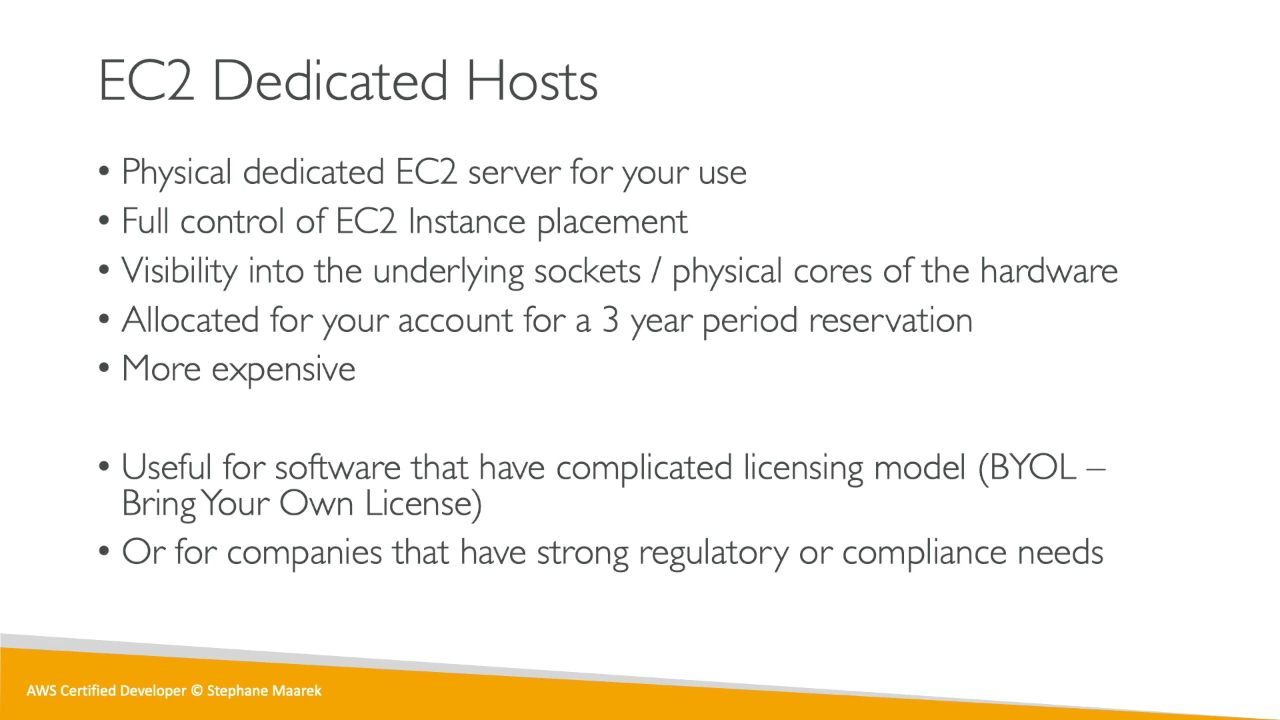 EC2 Dedicated Hosts
• Physical dedicated EC2 server for your use
• Full control of EC2 Instance placement
• Visibility into the underlying sockets / physical cores of the hardware
• Allocated for your account for a 3 year period reservation
• More expensive
• Useful for software that have complicated licensing model (BYOL –
Bring Your Own License)
• Or for companies that have strong regulatory or compliance needs
AWS Certified Developer © Stephane Maarek